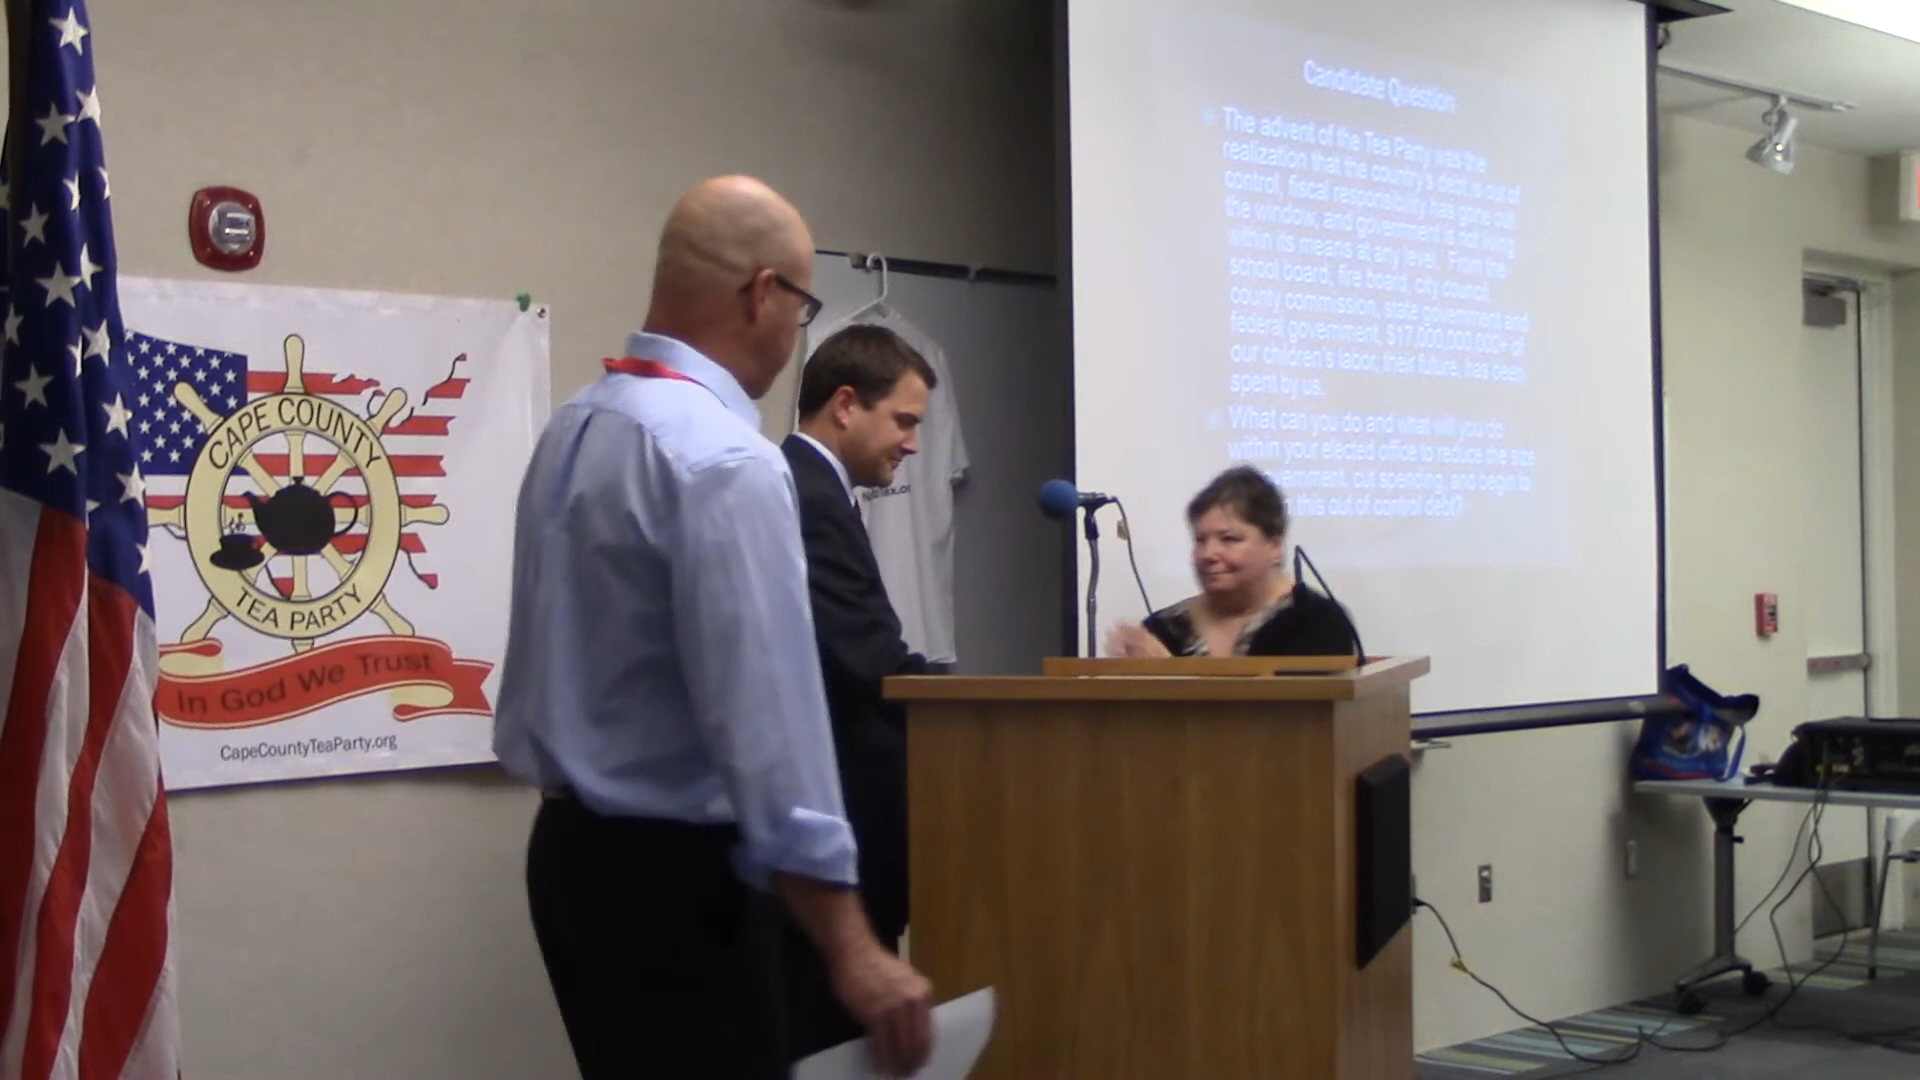 CAPE COUNTY
TEA PARTY
In God We Trust
CapeCountyTeaParty.org
Candidate Question
The advent of the Tea Party was the
realization that the country's debt is out of
control, fiscal responsibility has gone out
the window, and government is not living
within its means at any level. From the
school board, fire board, city council,
county commission, state government and
federal government, $17,000,000,000+ of
our children's labor, their future, has been
spent by us.
What can you do and what will you do
within your elected office to reduce the size
cut spending, and begin to
this out of control debt?